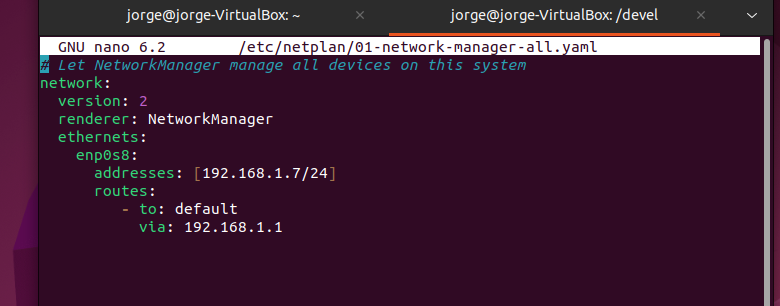 jorge@jorge-VirtualBox: ~
jorge@jorge-VirtualBox: /devel
GNU nano 6.2        /etc/netplan/01-network-manager-all.yaml
# Let NetworkManager manage all devices on this system
network:
  version: 2
  renderer: NetworkManager
  ethernets:
    enp0s8:
      addresses: [192.168.1.7/24]
      routes:
         - to: default
           via: 192.168.1.1